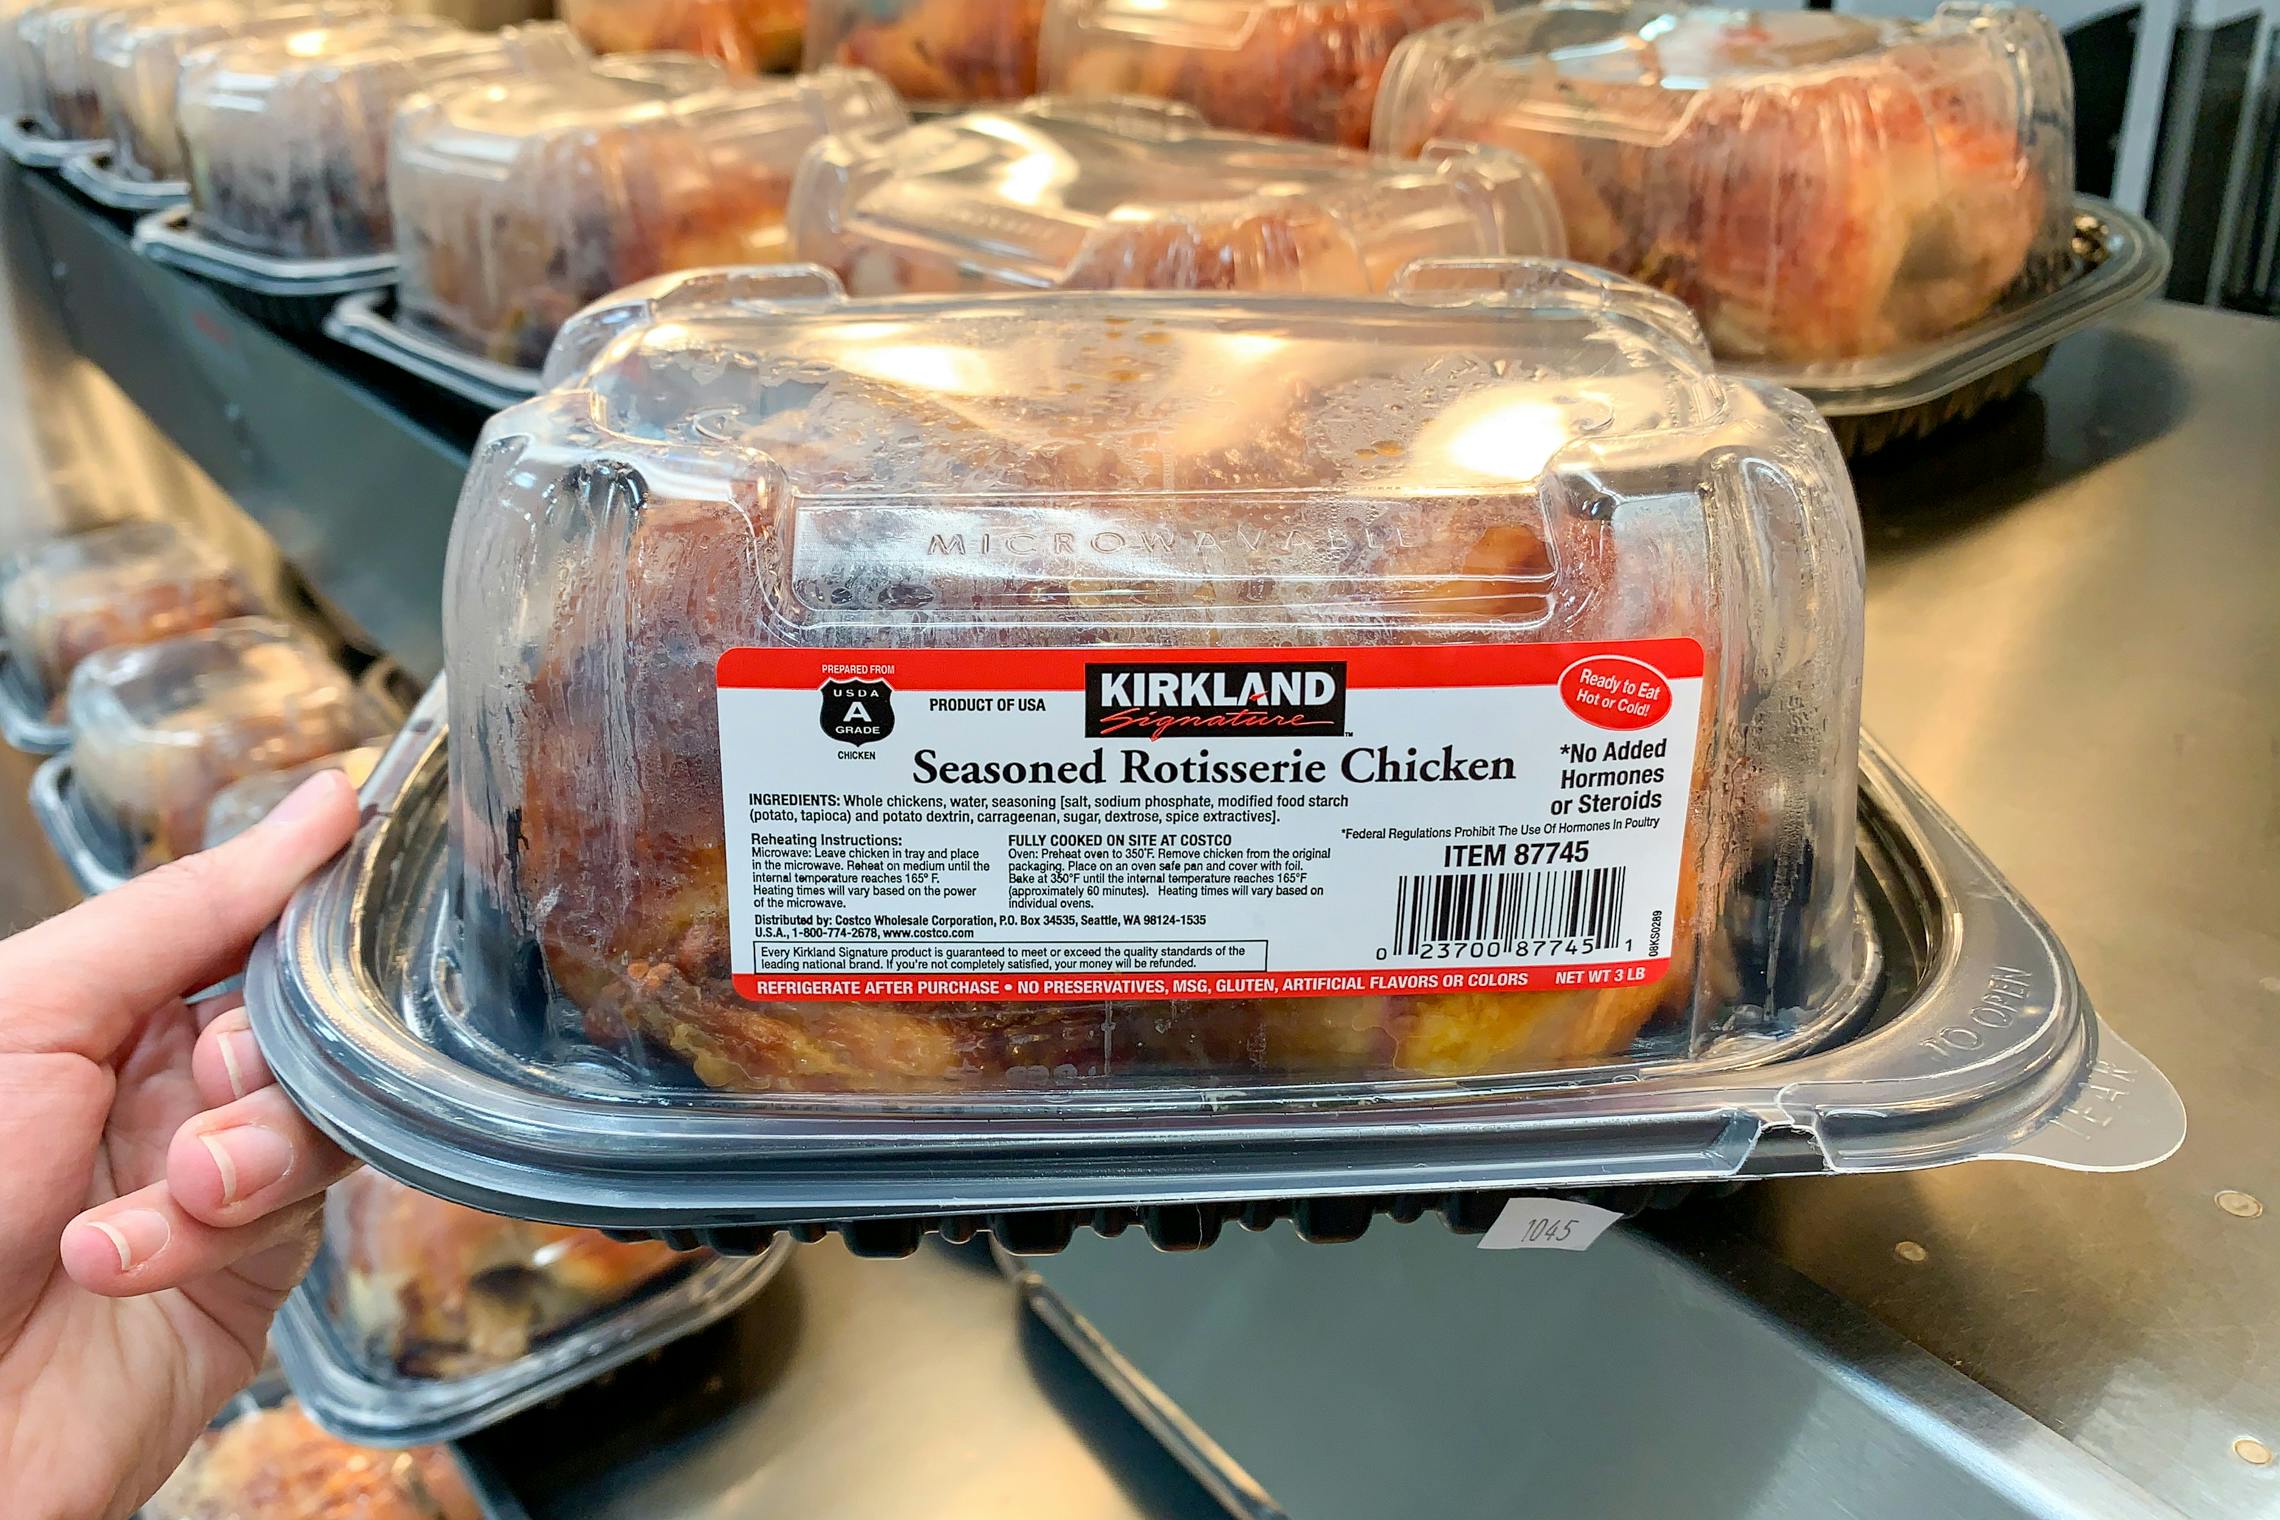 MICROWAVABLE
PREPARED FROM
USDA
A
GRADE
CHICKEN
PRODUCT OF USA
KIRKLAND
Signature™
Ready to Eat
Hot or Cold!
Seasoned Rotisserie Chicken
*No Added
Hormones
or Steroids
*Federal Regulations Prohibit The Use Of Hormones In Poultry
INGREDIENTS: Whole chickens, water, seasoning [salt, sodium phosphate, modified food starch
(potato, tapioca) and potato dextrin, carrageenan, sugar, dextrose, spice extractives].
Reheating Instructions:
Microwave: Leave chicken in tray and place
in the microwave. Reheat on medium until the
internal temperature reaches 165° F.
Heating times will vary based on the power
of the microwave.
FULLY COOKED ON SITE AT COSTCO
Oven: Preheat oven to 350°F. Remove chicken from the original
packaging. Place on an oven safe pan and cover with foil.
Bake at 350°F until the internal temperature reaches 165°F
(approximately 60 minutes). Heating times will vary based on
individual ovens.
ITEM 87745
0 23700 87745 1
08KS0289
Distributed by: Costco Wholesale Corporation, P.O. Box 34535, Seattle, WA 98124-1535
U.S.A., 1-800-774-2678, www.costco.com
Every Kirkland Signature product is guaranteed to meet or exceed the quality standards of the
leading national brand. If you're not completely satisfied, your money will be refunded.
REFRIGERATE AFTER PURCHASE • NO PRESERVATIVES, MSG, GLUTEN, ARTIFICIAL FLAVORS OR COLORS NET WT 3 LB
TEAR
TO OPEN
1045